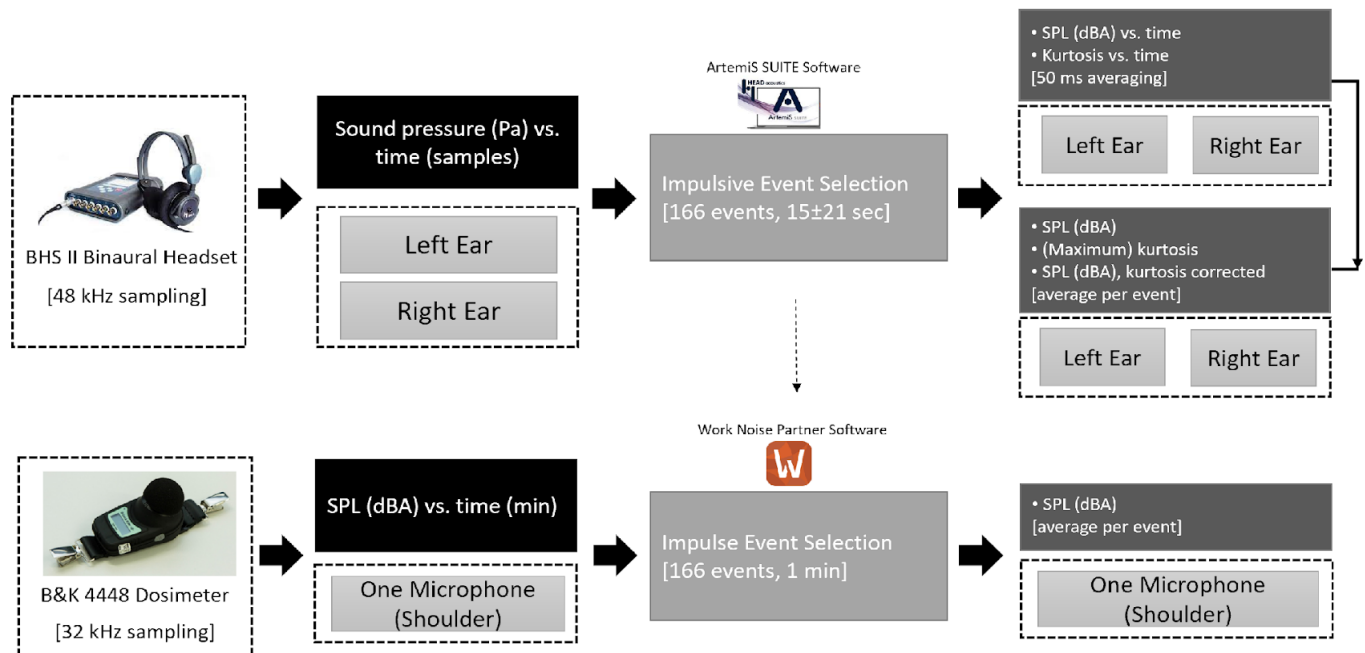 BHS II Binaural Headset
[48 kHz sampling]
Sound pressure (Pa) vs.
time (samples)
Left Ear
Right Ear
ArtemiS SUITE Software
HEAD acoustics
ArtemiS SUITE
Impulsive Event Selection
[166 events, 15±21 sec]
• SPL (dBA) vs. time
• Kurtosis vs. time
[50 ms averaging]
Left Ear
Right Ear
• SPL (dBA)
• (Maximum) kurtosis
• SPL (dBA), kurtosis corrected
[average per event]
Left Ear
Right Ear
B&K 4448 Dosimeter
[32 kHz sampling]
SPL (dBA) vs. time (min)
One Microphone
(Shoulder)
Work Noise Partner Software
W
Impulse Event Selection
[166 events, 1 min]
• SPL (dBA)
[average per event]
One Microphone
(Shoulder)